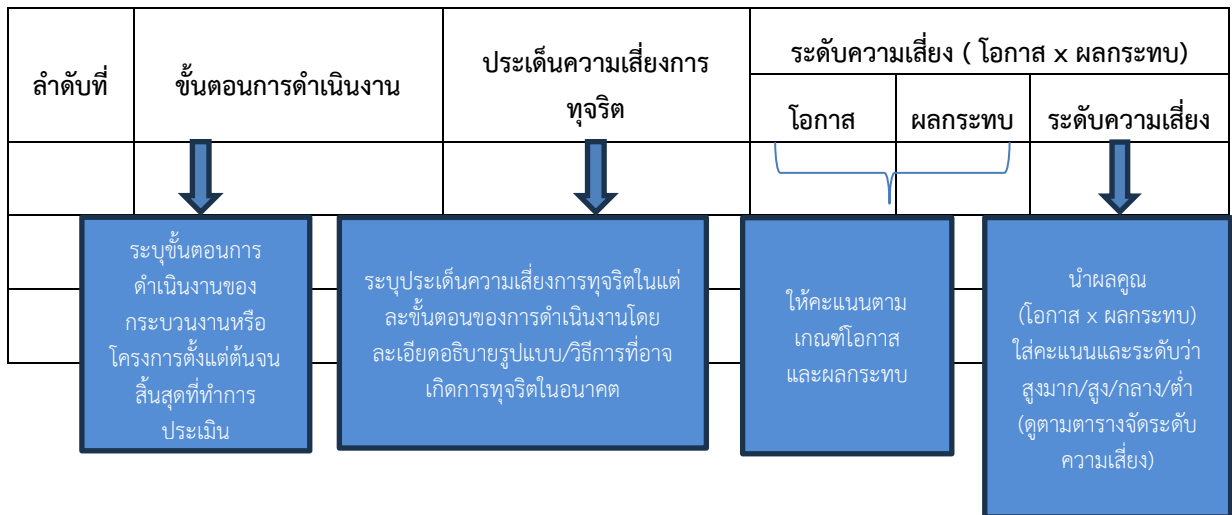 ลำดับที่
ขั้นตอนการดำเนินงาน
ประเด็นความเสี่ยงการ
ทุจริต
ระดับความเสี่ยง ( โอกาส x ผลกระทบ)
โอกาส
ผลกระทบ
ระดับความเสี่ยง
ระบุขั้นตอนการ
ดำเนินงานของ
กระบวนงานหรือ
โครงการตั้งแต่ต้นจน
สิ้นสุดที่ทำการ
ประเมิน
ระบุประเด็นความเสี่ยงการทุจริตในแต่
ละขั้นตอนของการดำเนินงานโดย
ละเอียดอธิบายรูปแบบ/วิธีการที่อาจ
เกิดการทุจริตในอนาคต
ให้คะแนนตาม
เกณฑ์โอกาส
และผลกระทบ
นำผลคูณ
(โอกาส x ผลกระทบ)
ใส่คะแนนและระดับว่า
สูงมาก/สูง/กลาง/ต่ำ
(ดูตามตารางจัดระดับ
ความเสี่ยง)